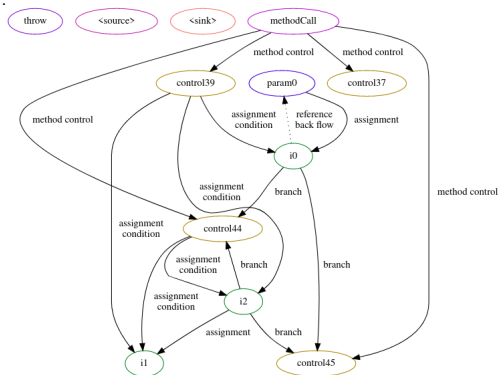 throw
<source>
<sink>
methodCall
method control
method control
control39
param0
control37
method control
assignment
condition
reference
back flow
assignment
i0
method control
assignment
condition
branch
assignment
condition
control44
assignment
condition
branch
branch
assignment
condition
i2
assignment
branch
i1
control45